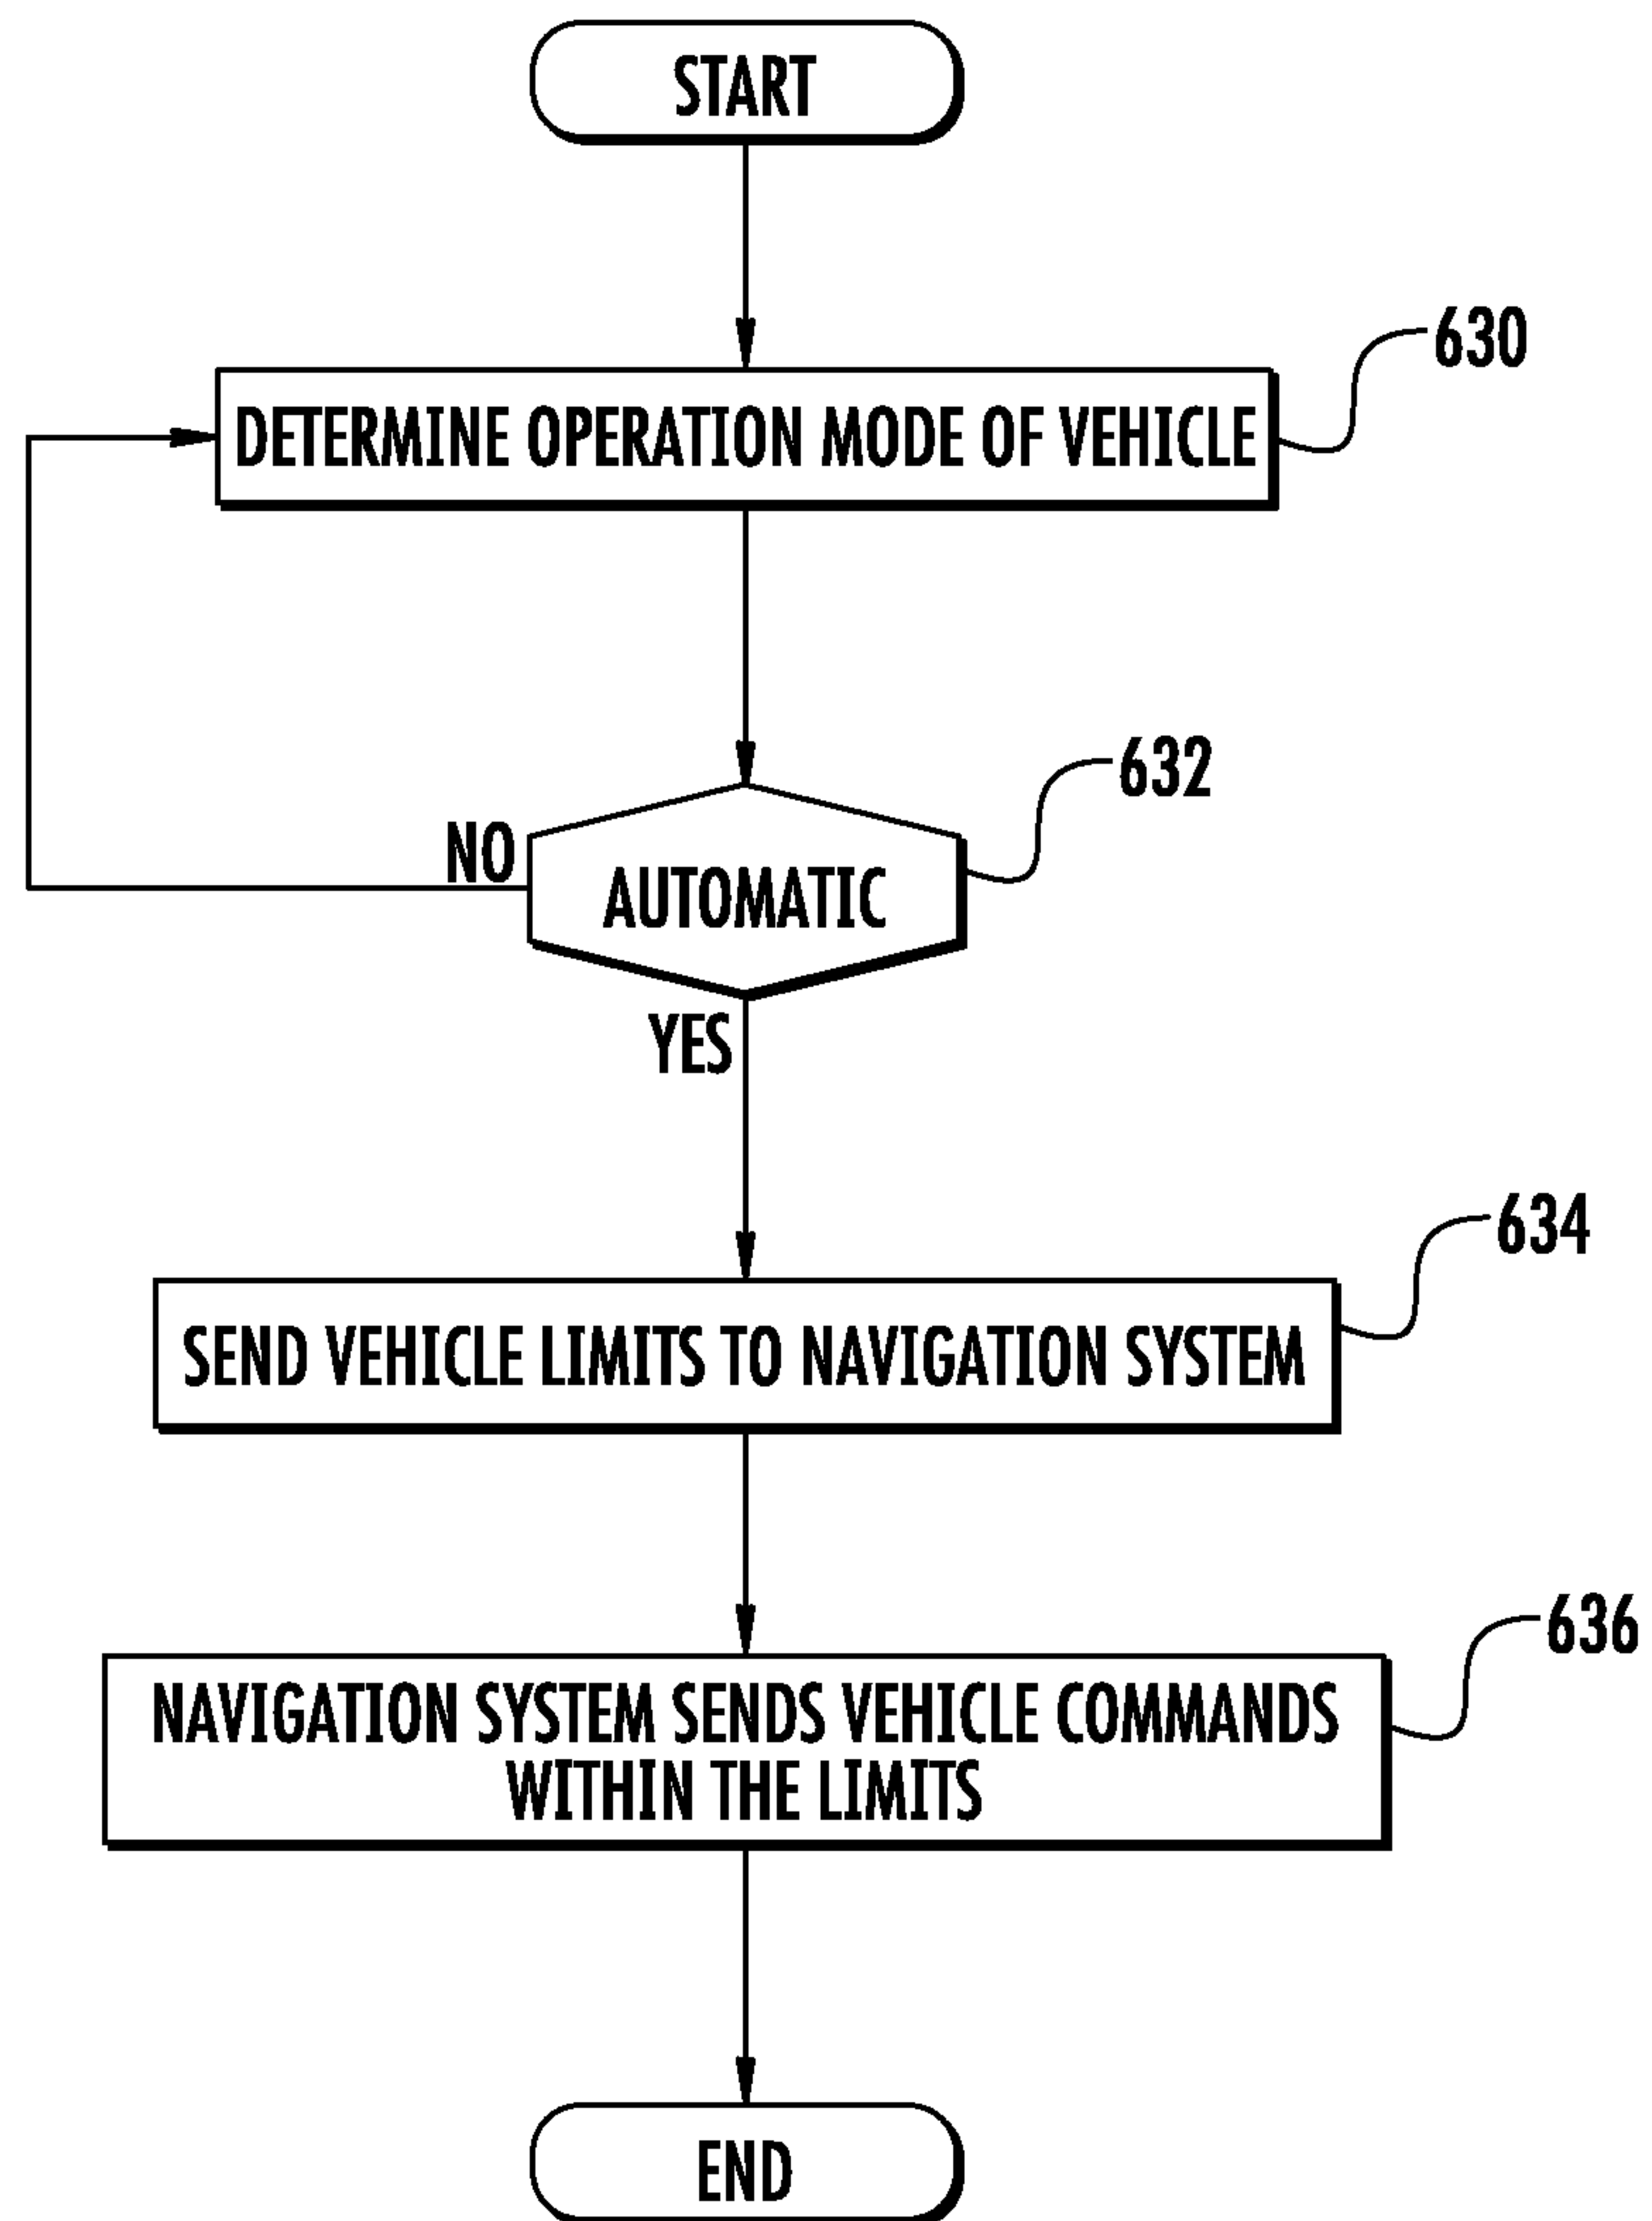 START
630
DETERMINE OPERATION MODE OF VEHICLE
632
NO
AUTOMATIC
YES
634
SEND VEHICLE LIMITS TO NAVIGATION SYSTEM
636
NAVIGATION SYSTEM SENDS VEHICLE COMMANDS
WITHIN THE LIMITS
END